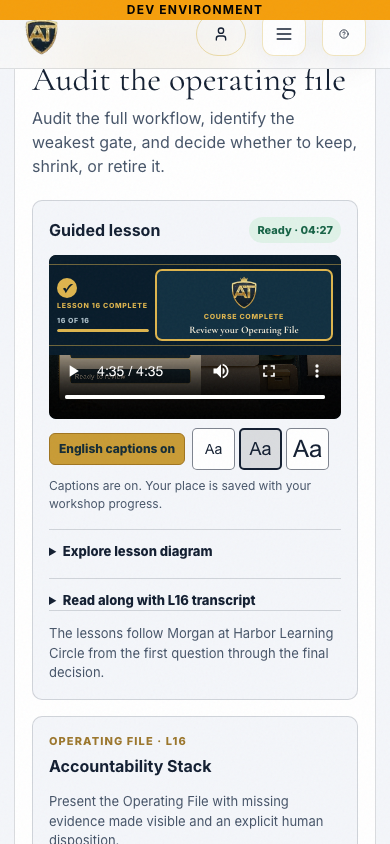 DEV ENVIRONMENT
AT
Audit the operating file
Audit the full workflow, identify the
weakest gate, and decide whether to keep,
shrink, or retire it.
Guided lesson
Ready · 04:27
LESSON 16 COMPLETE
16 OF 16
AT
COURSE COMPLETE
Review your Operating File
Ready to review
4:35 / 4:35
English captions on
Aa
Aa
Aa
Captions are on. Your place is saved with your
workshop progress.
Explore lesson diagram
Read along with L16 transcript
The lessons follow Morgan at Harbor Learning
Circle from the first question through the final
decision.
OPERATING FILE · L16
Accountability Stack
Present the Operating File with missing
evidence made visible and an explicit human
disposition.